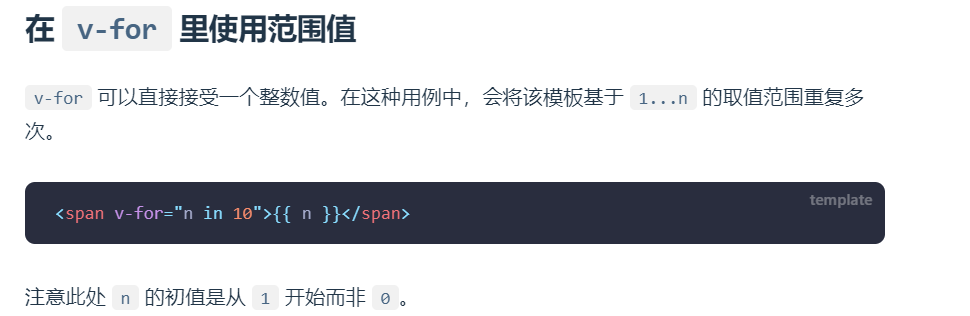 在 v-for 里使用范围值
v-for 可以直接接受一个整数值。在这种用例中，会将该模板基于 1...n 的取值范围重复多
次。
template
<span v-for="n in 10">{{ n }}</span>
注意此处 n 的初值是从 1 开始而非 0。